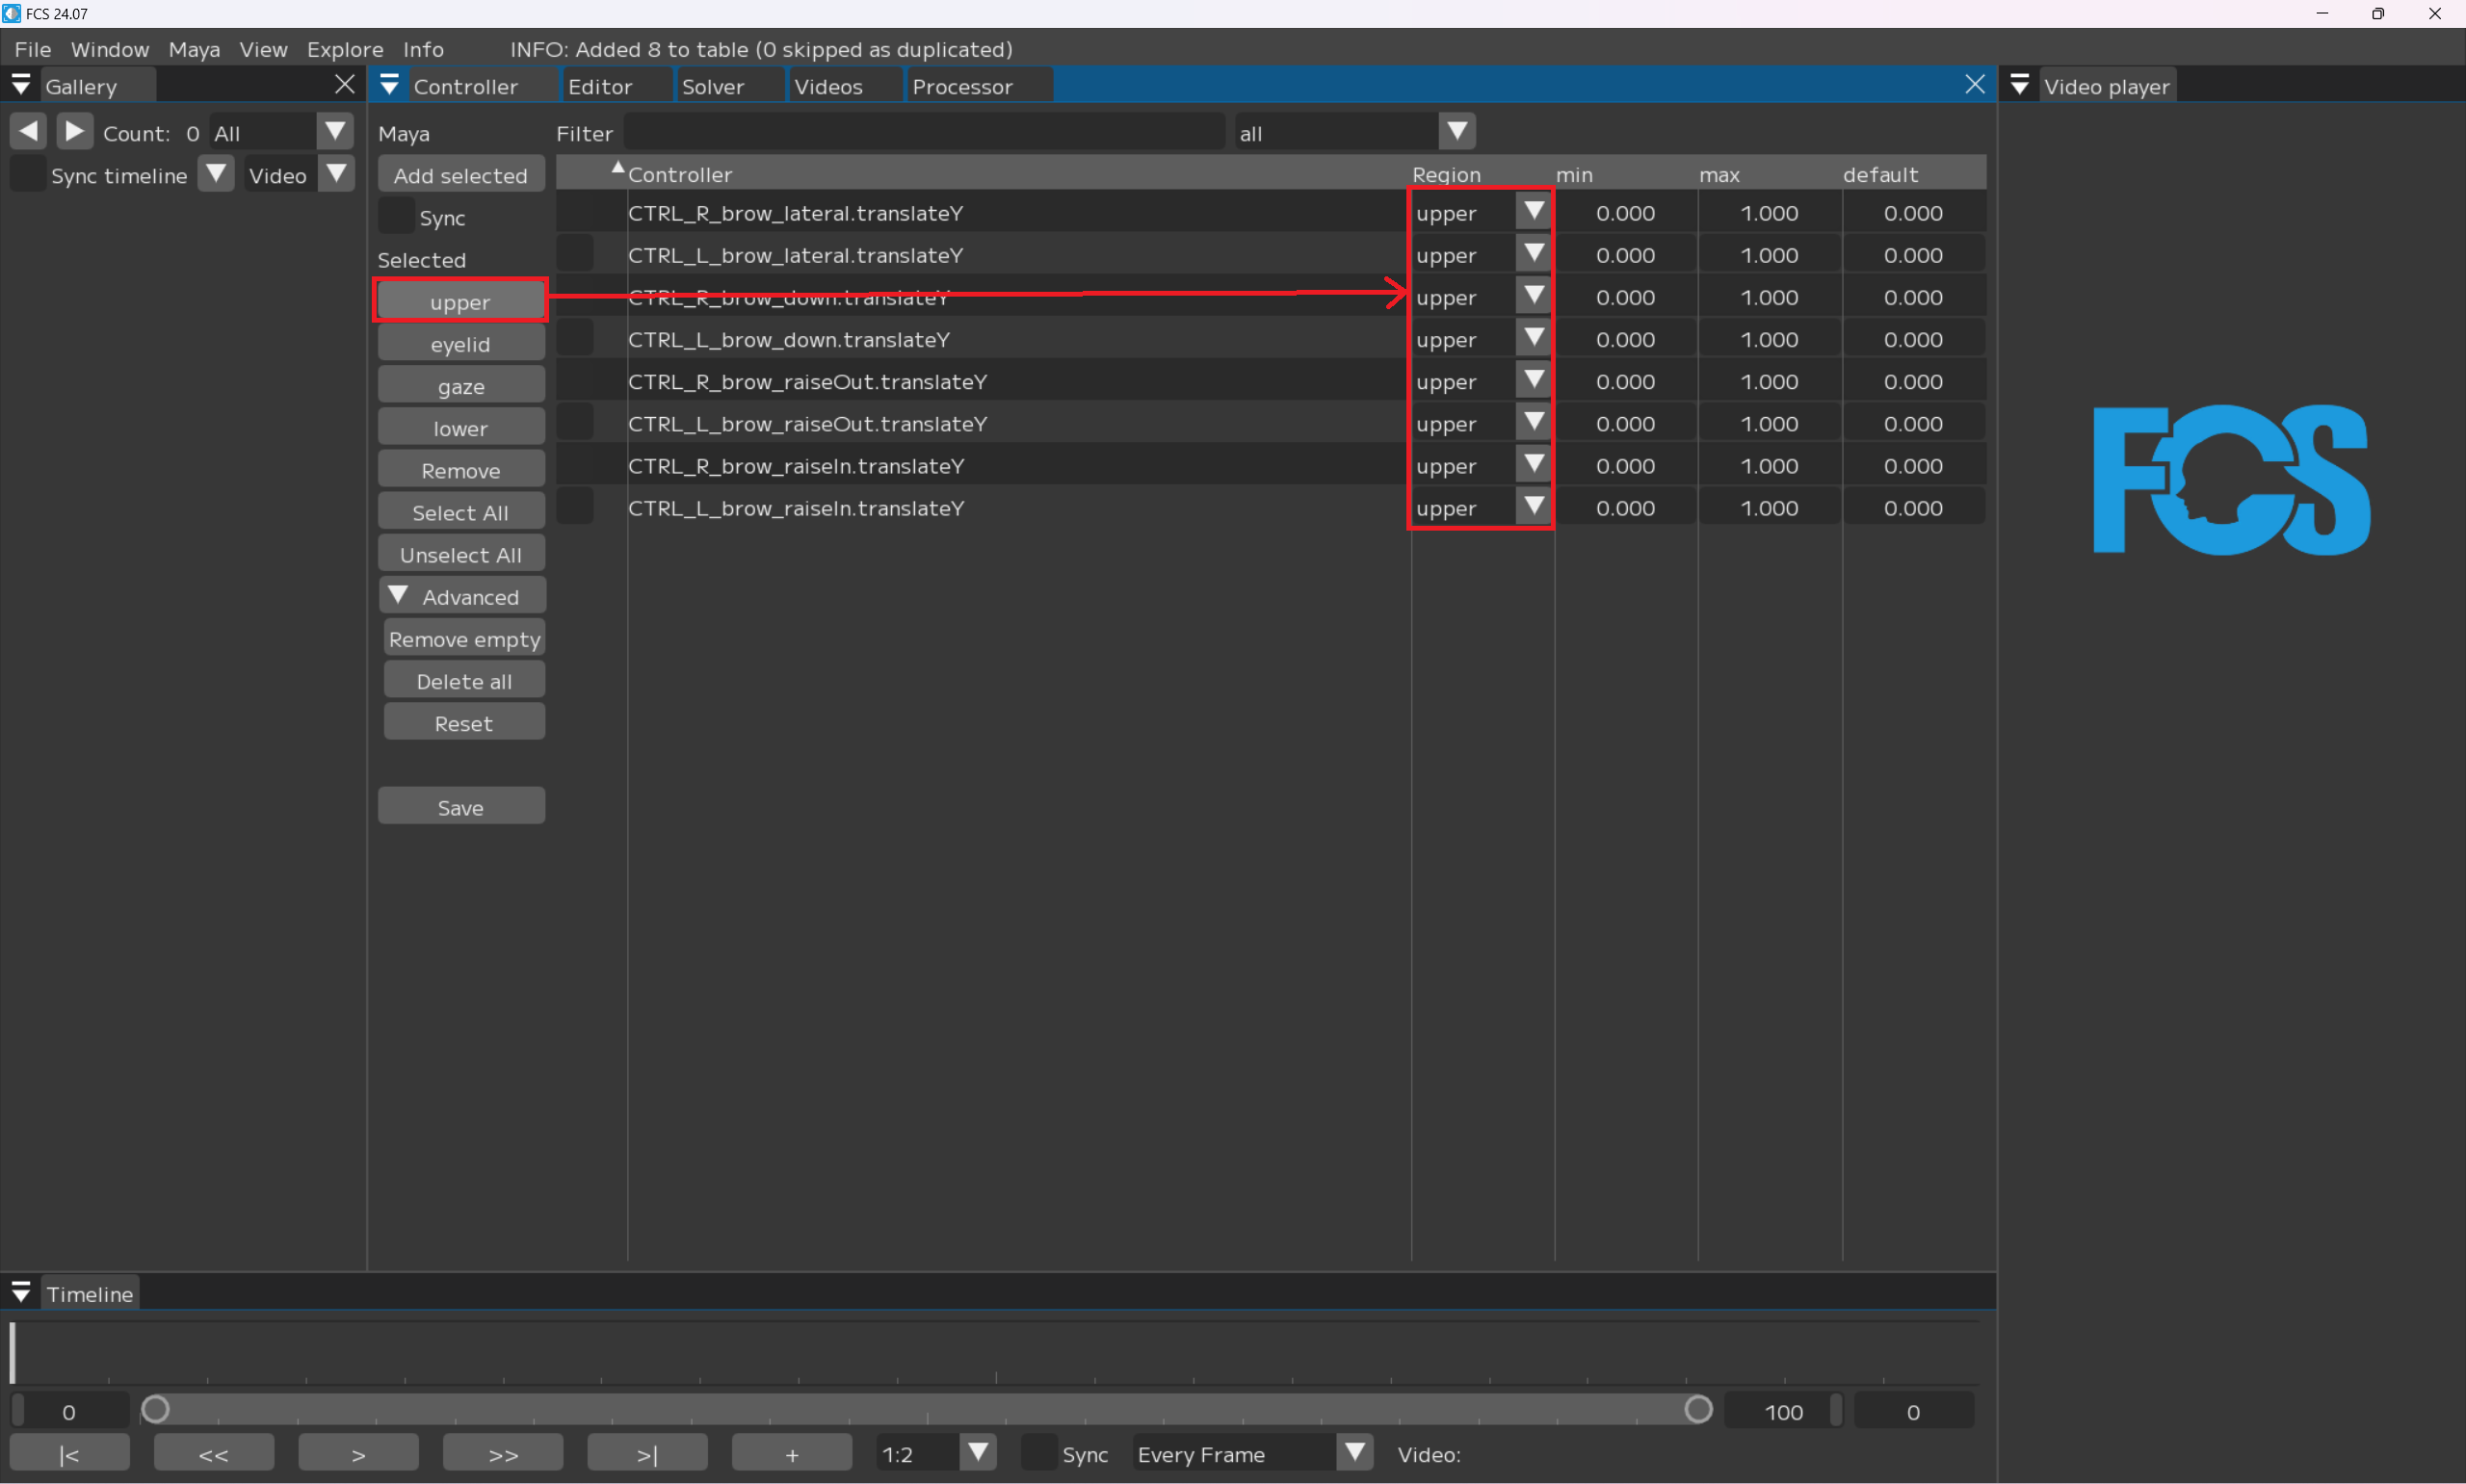 FCS 24.07
File Window Maya View Explore Info INFO: Added 8 to table (0 skipped as duplicated)
Gallery
Controller Editor Solver Videos Processor
Video player
Count: 0 All
Sync timeline Video
Maya
Filter all
Add selected
Sync
Selected
upper
eyelid
gaze
lower
Remove
Select All
Unselect All
Advanced
Remove empty
Delete all
Reset
Save
Controller Region min max default
CTRL_R_brow_lateral.translateY upper 0.000 1.000 0.000
CTRL_L_brow_lateral.translateY upper 0.000 1.000 0.000
CTRL_R_brow_down.translateY upper 0.000 1.000 0.000
CTRL_L_brow_down.translateY upper 0.000 1.000 0.000
CTRL_R_brow_raiseOut.translateY upper 0.000 1.000 0.000
CTRL_L_brow_raiseOut.translateY upper 0.000 1.000 0.000
CTRL_R_brow_raiseIn.translateY upper 0.000 1.000 0.000
CTRL_L_brow_raiseIn.translateY upper 0.000 1.000 0.000
FCS
Timeline
0 100 0
|< << > >> >| + 1:2 Sync Every Frame Video: